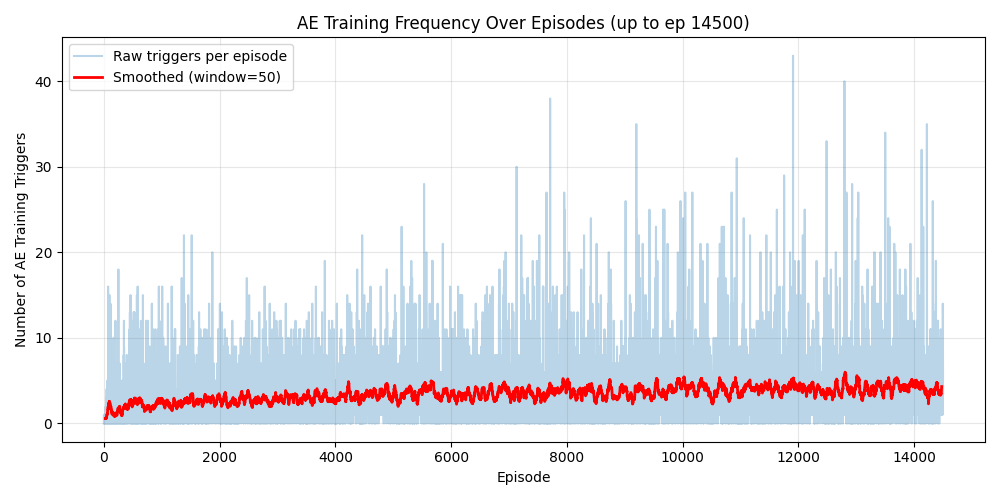 AE Training Frequency Over Episodes (up to ep 14500)
Raw triggers per episode
Smoothed (window=50)
Number of AE Training Triggers
40
30
20
10
0
0 2000 4000 6000 8000 10000 12000 14000
Episode